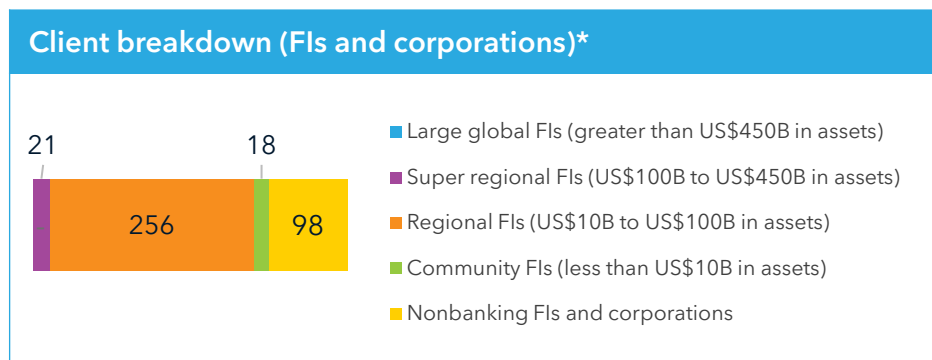 Client breakdown (FIs and corporations)*
21 18
256 98
Large global FIs (greater than US$450B in assets)
Super regional FIs (US$100B to US$450B in assets)
Regional FIs (US$10B to US$100B in assets)
Community FIs (less than US$10B in assets)
Nonbanking FIs and corporations